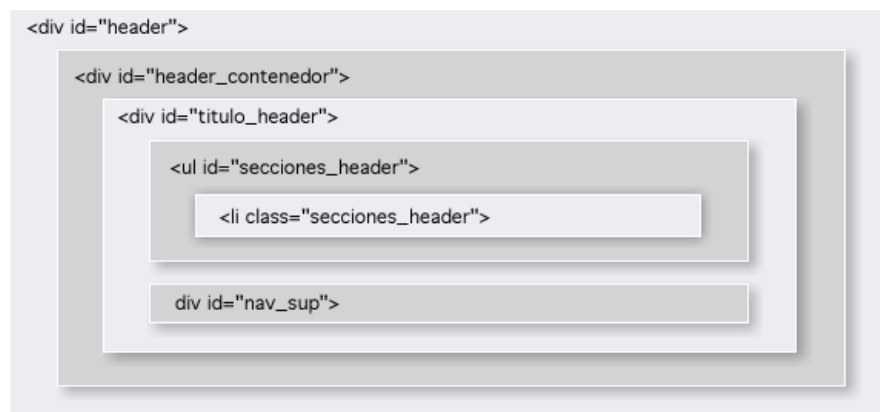 <div id="header">
<div id="header_contenedor">
<div id="titulo_header">
<ul id="secciones_header">
<li class="secciones_header">
div id="nav_sup">